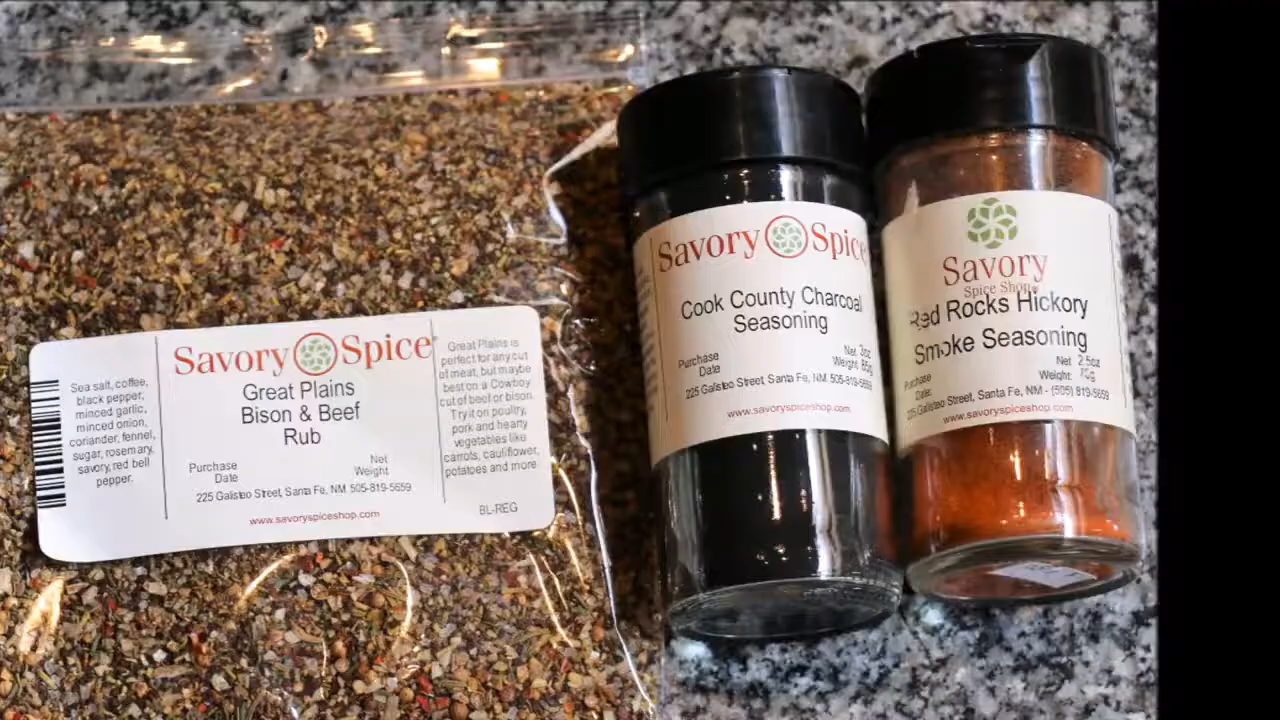 Sea salt, coffee,
black pepper,
minced garlic,
minced onion,
coriander, fennel,
sugar, rosemary,
savory, red bell
pepper.
Savory Spice
Great Plains
Bison & Beef
Rub
Purchase
Date
Net
Weight
225 Galisteo Street, Santa Fe, NM 505-819-5659
www.savoryspiceshop.com
Great Plains is
perfect for any cut
of meat, but maybe
best on a Cowboy
cut of beef or bison.
Try it on poultry,
pork and hearty
vegetables like
carrots, cauliflower,
potatoes and more.
BL-REG
Savory Spice
Cook County Charcoal
Seasoning
Purchase
Date
Net 3oz
Weight 85g
225 Galisteo Street, Santa Fe, NM 505-819-5659
www.savoryspiceshop.com
Savory
Spice Shop
Red Rocks Hickory
Smoke Seasoning
Purchase
Date:
Net 2.5oz
Weight: 70g
225 Galisteo Street, Santa Fe, NM - (505) 819-5659
www.savoryspiceshop.com